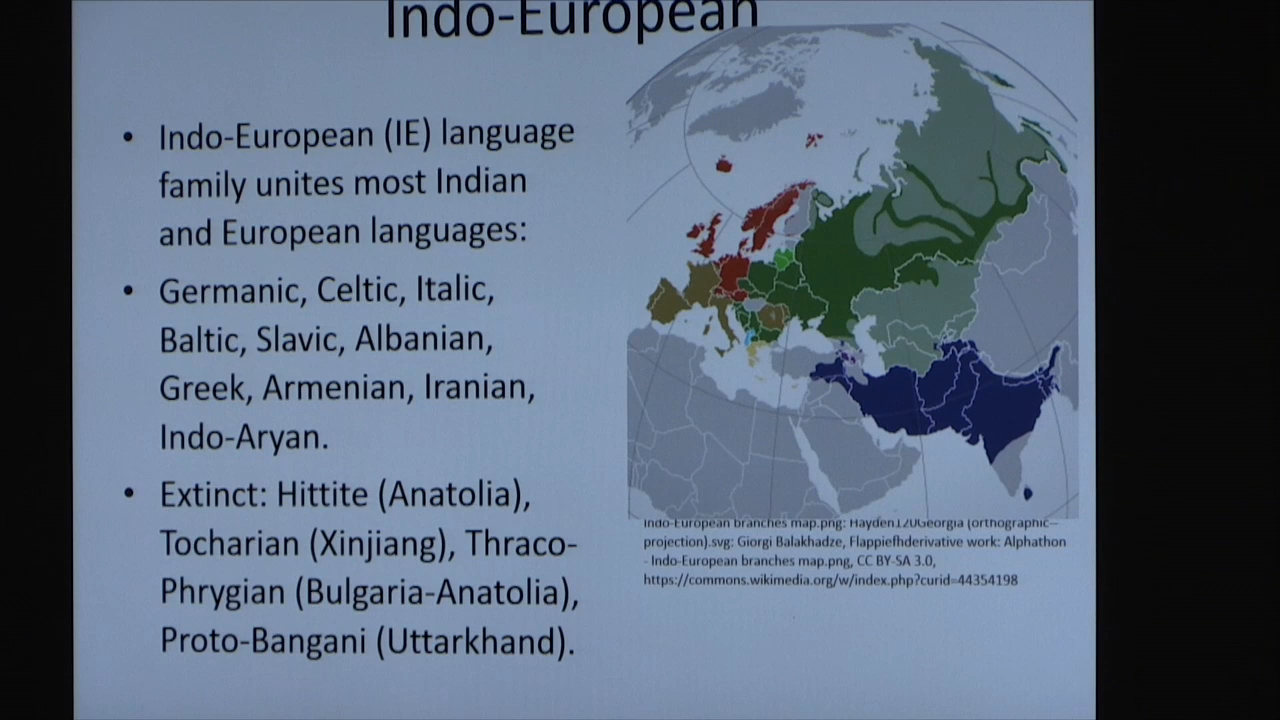 Indo-European
• Indo-European (IE) language
family unites most Indian
and European languages:
• Germanic, Celtic, Italic,
Baltic, Slavic, Albanian,
Greek, Armenian, Iranian,
Indo-Aryan.
• Extinct: Hittite (Anatolia),
Tocharian (Xinjiang), Thraco-
Phrygian (Bulgaria-Anatolia),
Proto-Bangani (Uttarkhand).
Indo-European branches map.png: Hayden120Georgia (orthographic
projection).svg: Giorgi Balakhadze, Flappiefhderivative work: Alphathon
- Indo-European branches map.png, CC BY-SA 3.0,
https://commons.wikimedia.org/w/index.php?curid=44354198